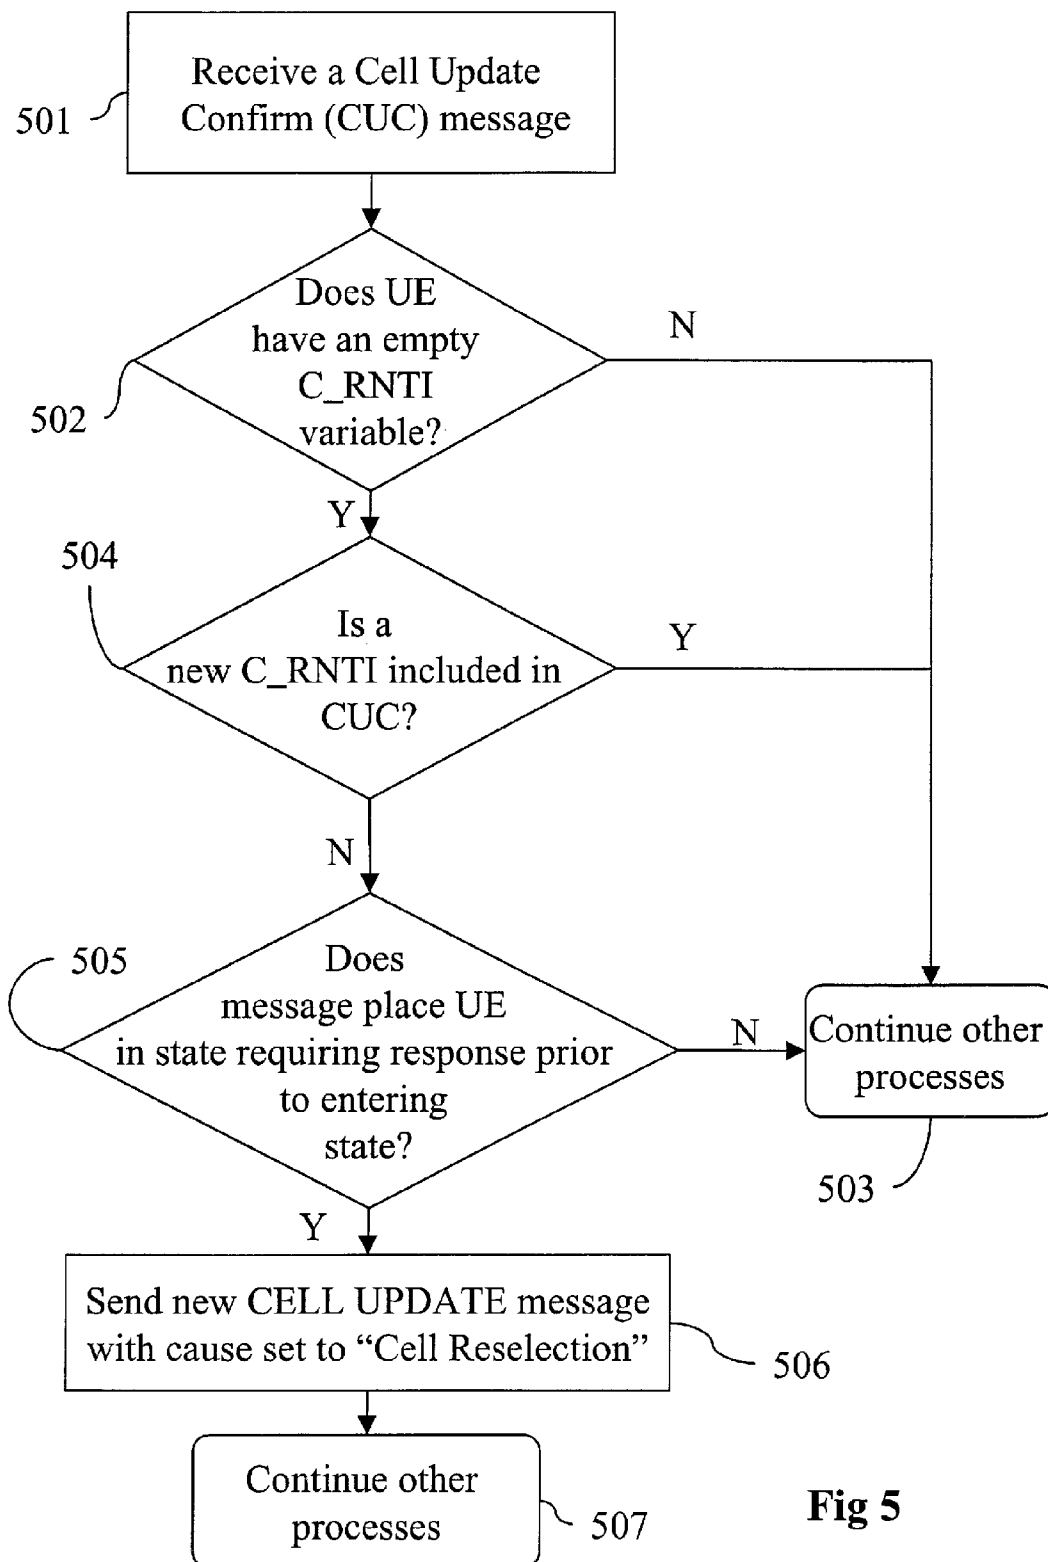 Receive a Cell Update
Confirm (CUC) message
501
Does UE
have an empty
C_RNTI
variable?
N
502
Y
504
Is a
new C_RNTI included in
CUC?
Y
N
505
Does
message place UE
in state requiring response prior
to entering
state?
N
Continue other
processes
503
Y
Send new CELL UPDATE message
with cause set to “Cell Reselection”
506
Continue other
processes
507
Fig 5